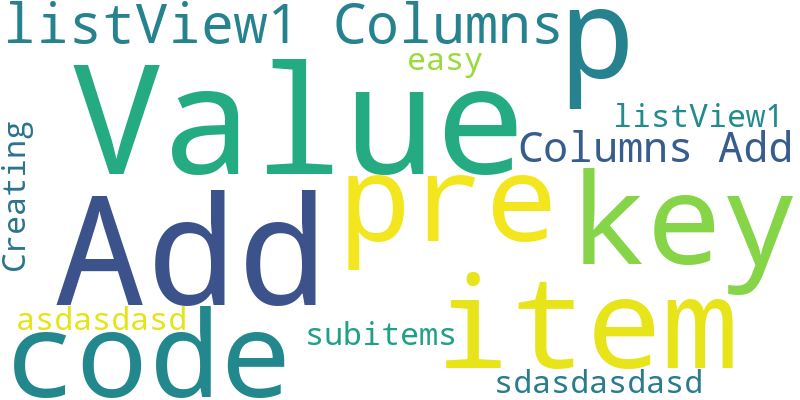 listView1 Columns
p
easy
Value
listView1
Columns Add
Creating
pre
key
Add
item
asdasdasd
code
subitems
sdasdasdasd